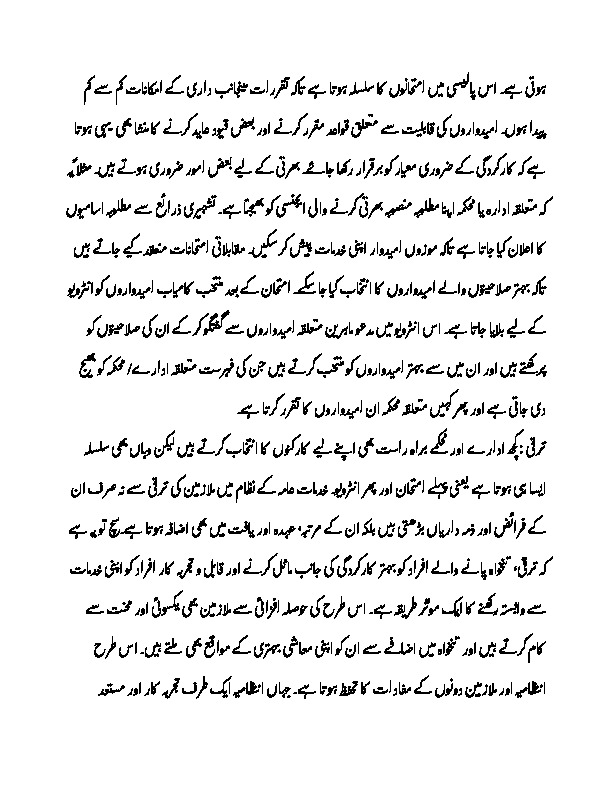 ہوتی ہے۔ اس پالیسی میں امتحانوں کا سلسلہ ہوتا ہے تاکہ تقررات میں جانب داری کے امکانات کم سے کم
پیدا ہوں۔ امیدواروں کی قابلیت سے متعلق قواعد مقرر کرنے اور بعض قیود عاید کرنے کا منشا بھی یہی ہوتا
ہے کہ کارکردگی کے ضروری معیار کو برقرار رکھا جائے۔ بھرتی کے لیے بعض امور ضروری ہوتے ہیں۔ مثلاً یہ
کہ متعلقہ ادارہ یا محکمہ اپنا مطلوبہ منصوبہ بھرتی کرنے والی ایجنسی کو بھیجتا ہے۔ تشہیری ذرائع سے مطلوبہ اسامیوں
کا اعلان کیا جاتا ہے تاکہ موزوں امیدوار اپنی خدمات پیش کر سکیں۔ مقابلاتی امتحانات منعقد کیے جاتے ہیں
تاکہ بہتر صلاحیتوں والے امیدواروں کا انتخاب کیا جا سکے۔ امتحان کے بعد منتخب کامیاب امیدواروں کو انٹرویو
کے لیے بلایا جاتا ہے۔ اس انٹرویو میں مدعو ماہرین متعلقہ امیدواروں سے گفتگو کر کے ان کی صلاحیتوں کو
پرکھتے ہیں اور ان میں سے بہتر امیدواروں کو منتخب کرتے ہیں جن کی فہرست متعلقہ ادارے/ محکمہ کو بھیج
دی جاتی ہے اور پھر کہیں متعلقہ محکمہ ان امیدواروں کا تقرر کرتا ہے۔
ترقی : کچھ ادارے اور محکمے براہ راست بھی اپنے لیے کارکنوں کا انتخاب کرتے ہیں لیکن وہاں بھی سلسلہ
ایسا ہی ہوتا ہے یعنی پہلے امتحان اور پھر انٹرویو۔ خدمات عامہ کے نظام میں ملازمین کی ترقی سے نہ صرف ان
کے فرائض اور ذمہ داریاں بڑھتی ہیں بلکہ ان کے مرتبہ، عہدہ اور یافت میں بھی اضافہ ہوتا ہے۔ سچ تو یہ ہے
کہ ترقی، تنخواہ پانے والے افراد کو بہتر کارکردگی کی جانب مائل کرنے اور قابل و تجربہ کار افراد کو اپنی خدمات
سے وابستہ رکھنے کا ایک موثر طریقہ ہے۔ اس طرح کی حوصلہ افزائی سے ملازمین بھی یکسوئی اور محنت سے
کام کرتے ہیں اور تنخواہ میں اضافے سے ان کو اپنی معاشی بہتری کے مواقع بھی ملتے ہیں۔ اس طرح
انتظامیہ اور ملازمین دونوں کے مفادات کا تحفظ ہوتا ہے۔ جہاں انتظامیہ ایک طرف تجربہ کار اور مستعد